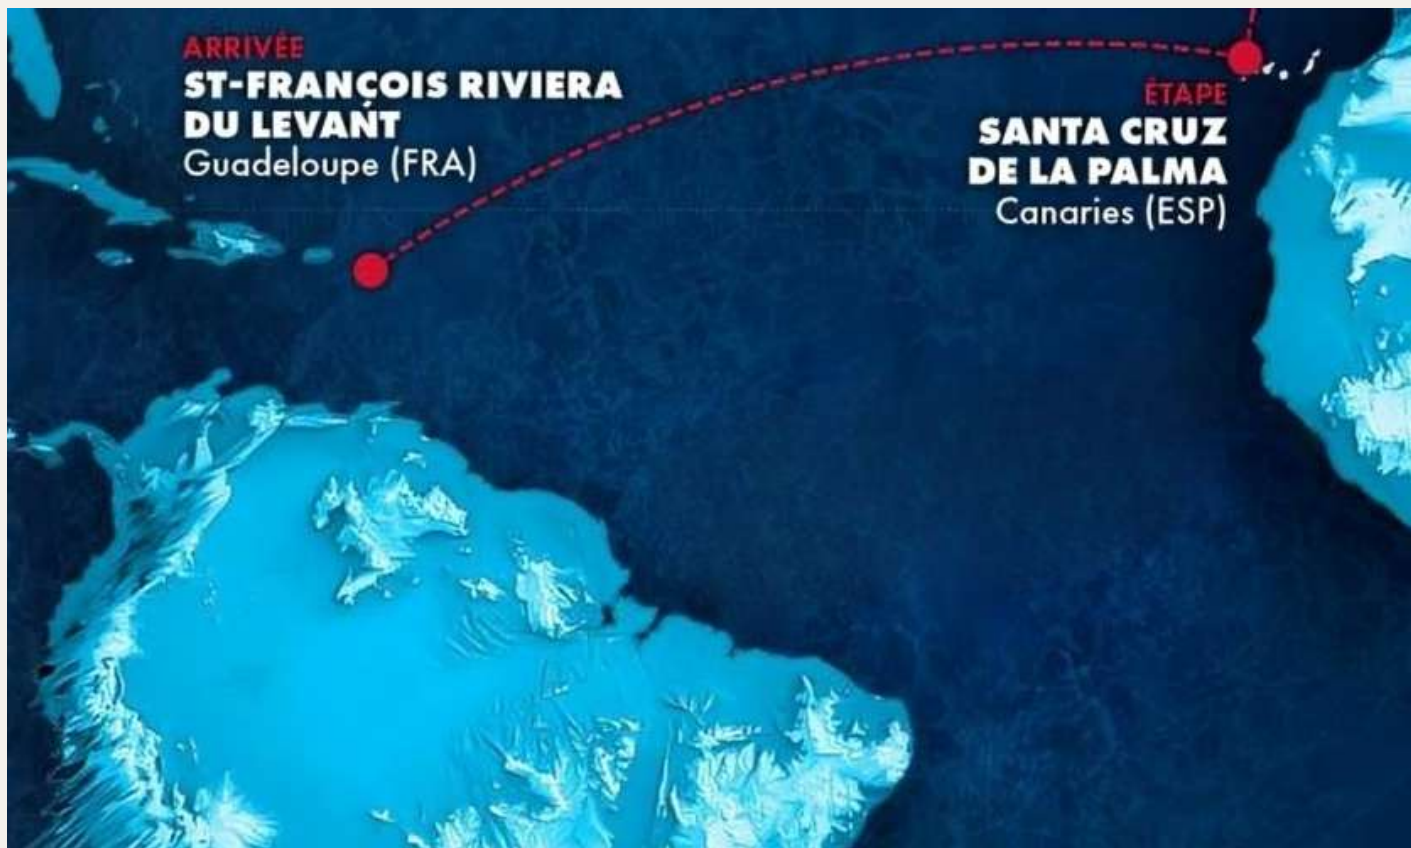 ARRIVÉE
ST-FRANÇOIS RIVIERA
DU LEVANT
Guadeloupe (FRA)
ÉTAPE
SANTA CRUZ
DE LA PALMA
Canaries (ESP)